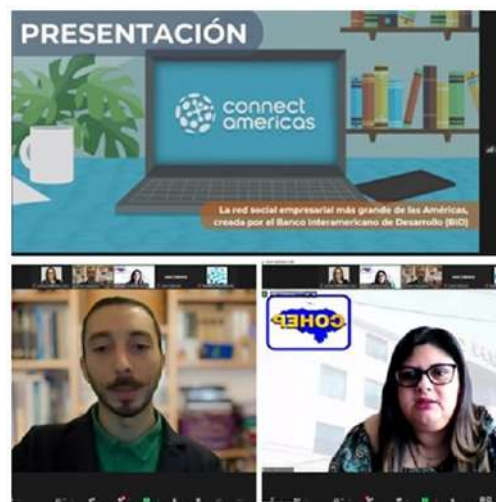 PRESENTACIÓN
connect
americas
La red social empresarial más grande de las Américas,
creada por el Banco Interamericano de Desarrollo (BID)
COHEP